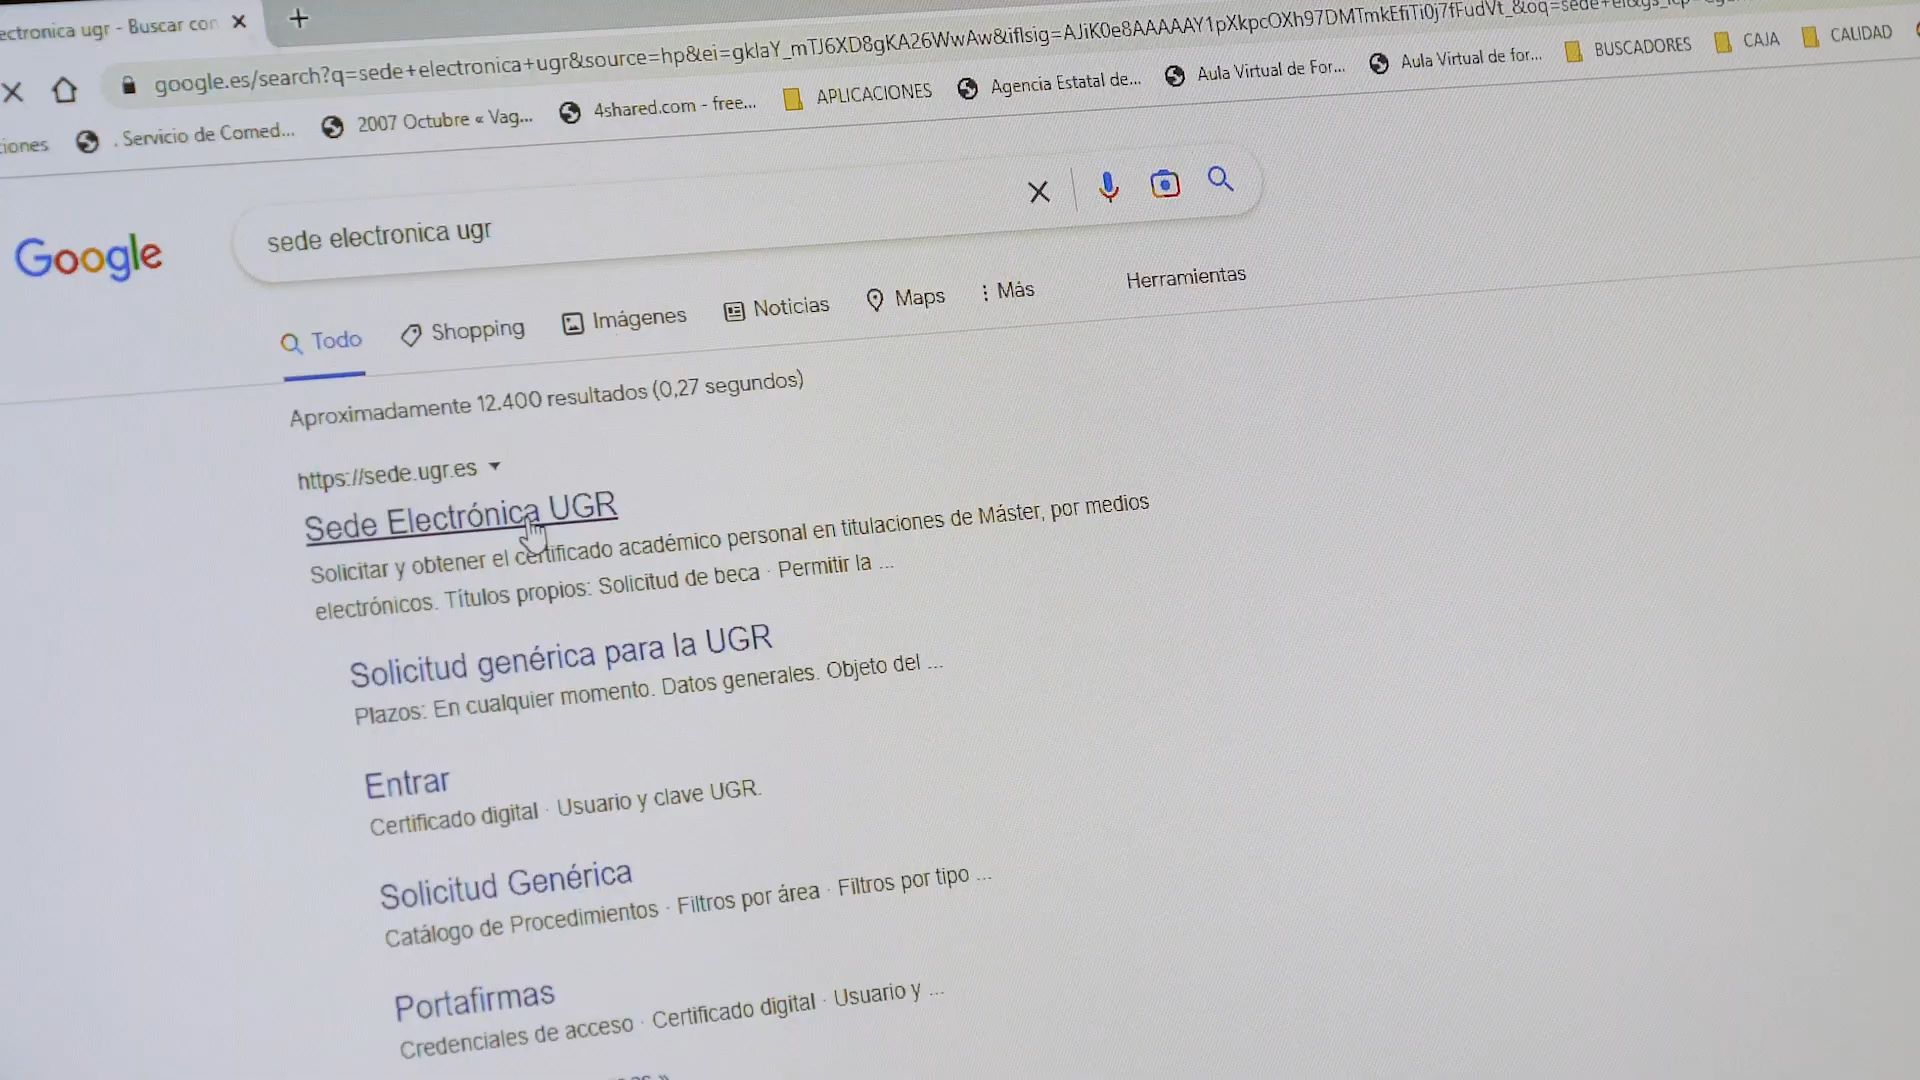 ectronica ugr - Buscar con
google.es/search?q=sede+electronica+ugr&source=hp&ei=gklaY_mTJ6XD8gKA26WwAw&iflsig=AJiK0e8AAAAAY1pXkpcOXh97DMTmkEfiTi0j7fFudVt_&oq=sede+el
iones . Servicio de Comed... 2007 Octubre « Vag... 4shared.com - free... APLICACIONES Agencia Estatal de... Aula Virtual de For... Aula Virtual de for... BUSCADORES CAJA CALIDAD
Google sede electronica ugr
Todo Shopping Imágenes Noticias Maps Más Herramientas
Aproximadamente 12.400 resultados (0,27 segundos)
https://sede.ugr.es
Sede Electrónica UGR
Solicitar y obtener el certificado académico personal en titulaciones de Máster, por medios
electrónicos. Títulos propios: Solicitud de beca · Permitir la ...
Solicitud genérica para la UGR
Plazos: En cualquier momento. Datos generales. Objeto del ...
Entrar
Certificado digital · Usuario y clave UGR.
Solicitud Genérica
Catálogo de Procedimientos · Filtros por área · Filtros por tipo ...
Portafirmas
Credenciales de acceso · Certificado digital · Usuario y ...